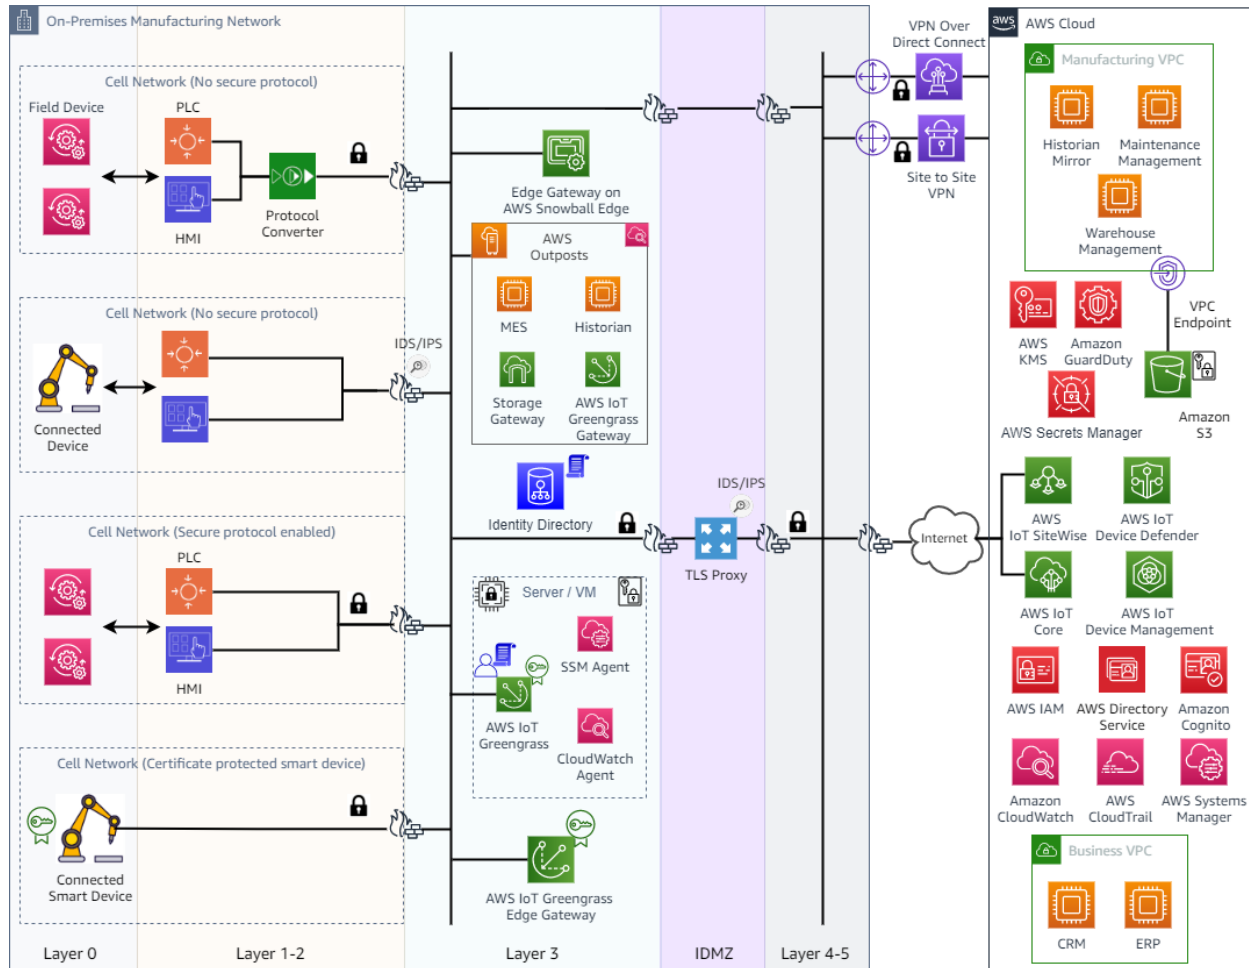 On-Premises Manufacturing Network
Cell Network (No secure protocol)
Field Device
PLC
HMI
Protocol
Converter
Cell Network (No secure protocol)
Connected
Device
IDS/IPS
Cell Network (Secure protocol enabled)
PLC
HMI
Cell Network (Certificate protected smart device)
Connected
Smart Device
Edge Gateway on
AWS Snowball Edge
AWS
Outposts
MES
Historian
Storage
Gateway
AWS IoT
Greengrass
Gateway
Identity Directory
Server / VM
SSM Agent
AWS IoT
Greengrass
CloudWatch
Agent
AWS IoT Greengrass
Edge Gateway
IDS/IPS
TLS Proxy
Layer 0
Layer 1-2
Layer 3
IDMZ
Layer 4-5
VPN Over
Direct Connect
Site to Site
VPN
Internet
aws
AWS Cloud
Manufacturing VPC
Historian
Mirror
Maintenance
Management
Warehouse
Management
VPC
Endpoint
AWS
KMS
Amazon
GuardDuty
AWS Secrets Manager
Amazon
S3
AWS
IoT SiteWise
AWS IoT
Device Defender
AWS IoT
Core
AWS IoT
Device Management
AWS IAM
AWS Directory
Service
Amazon
Cognito
Amazon
CloudWatch
AWS
CloudTrail
AWS Systems
Manager
Business VPC
CRM
ERP